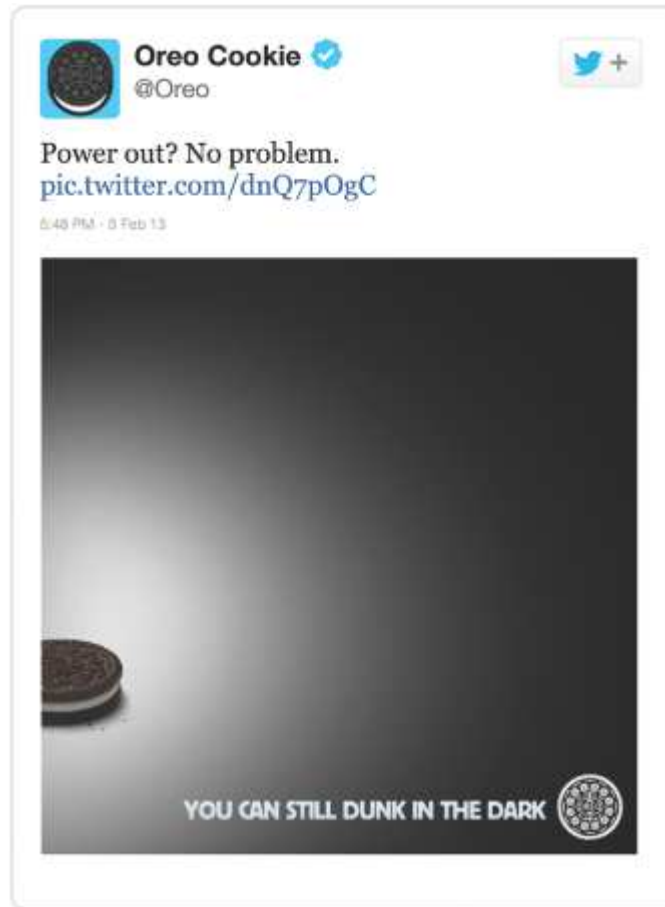 Oreo Cookie
@Oreo
Power out? No problem.
pic.twitter.com/dnQ7pOgC
YOU CAN STILL DUNK IN THE DARK